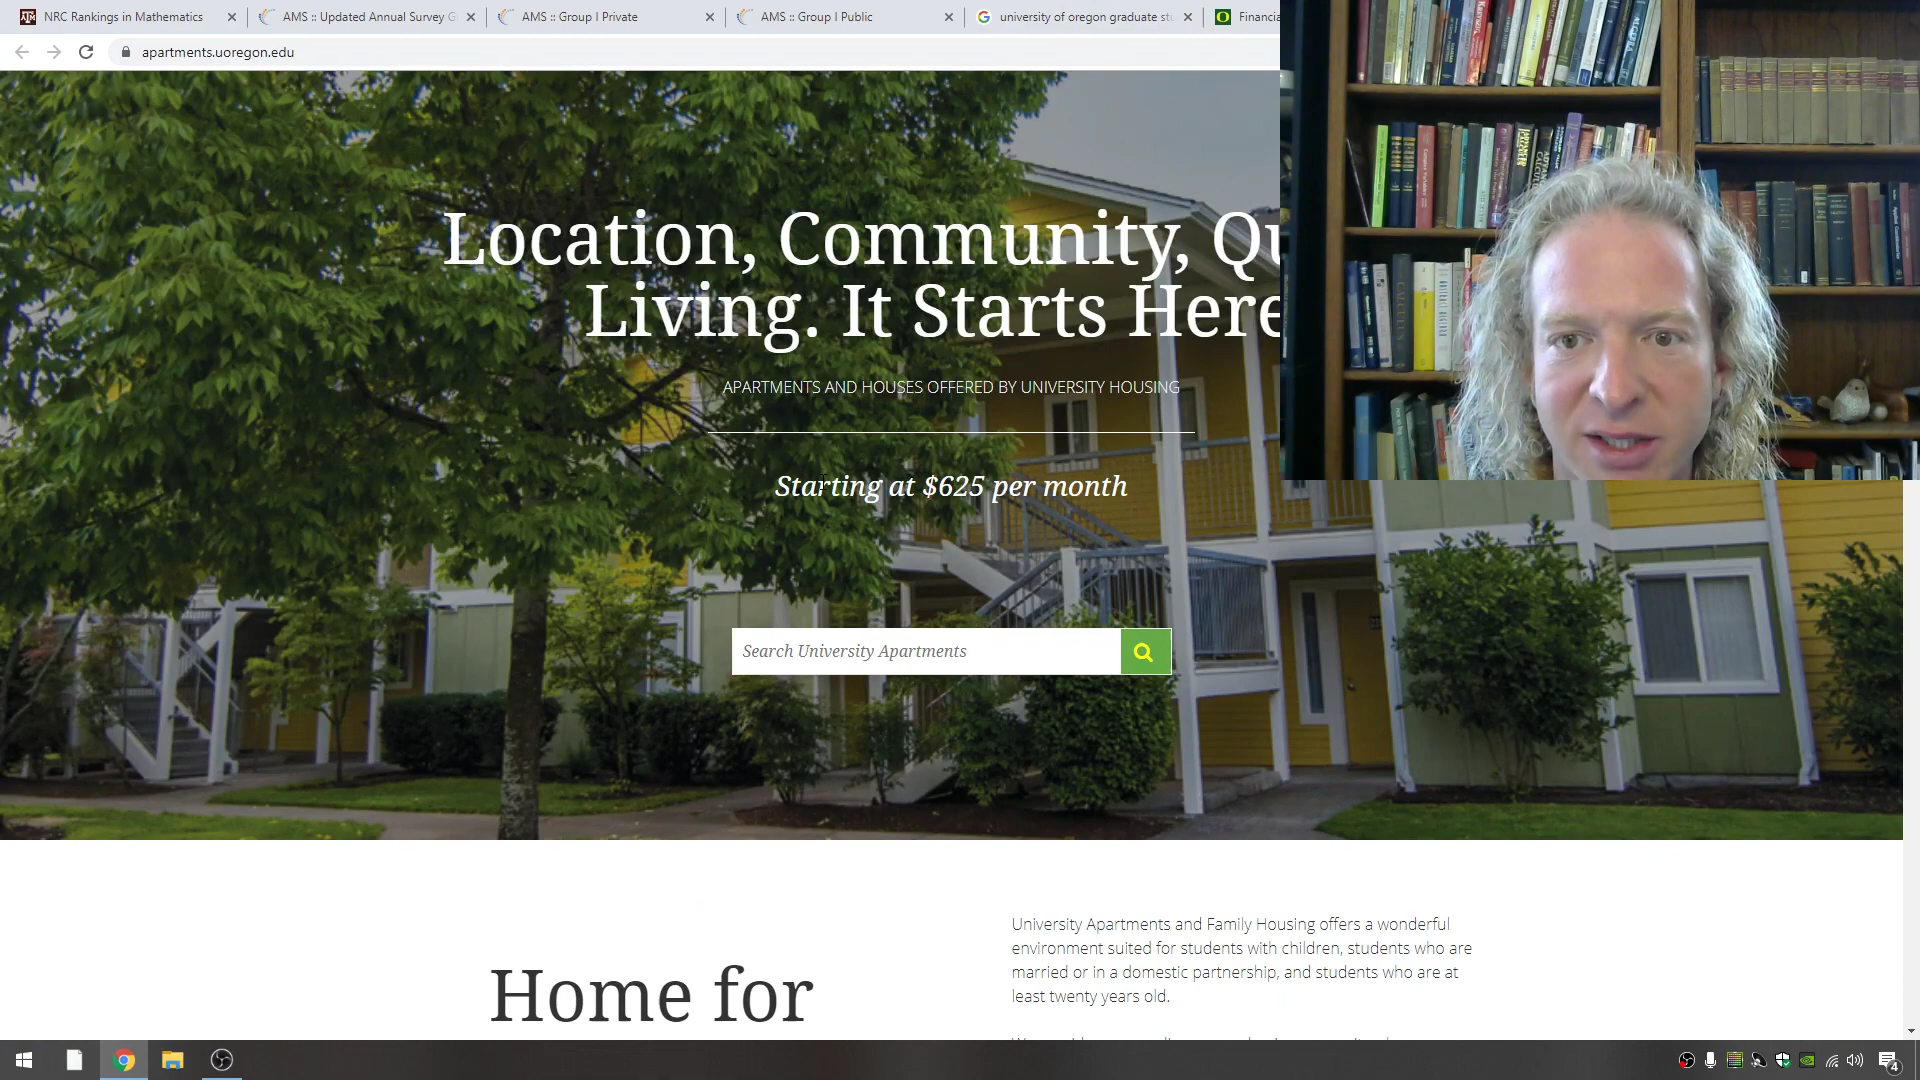 NRC Rankings in Mathematics
AMS :: Updated Annual Survey G
AMS :: Group I Private
AMS :: Group I Public
university of oregon graduate stu
Financia
apartments.uoregon.edu
Location, Community, Qu
Living. It Starts Here
APARTMENTS AND HOUSES OFFERED BY UNIVERSITY HOUSING
Starting at $625 per month
Search University Apartments
Home for
University Apartments and Family Housing offers a wonderful
environment suited for students with children, students who are
married or in a domestic partnership, and students who are at
least twenty years old.
4